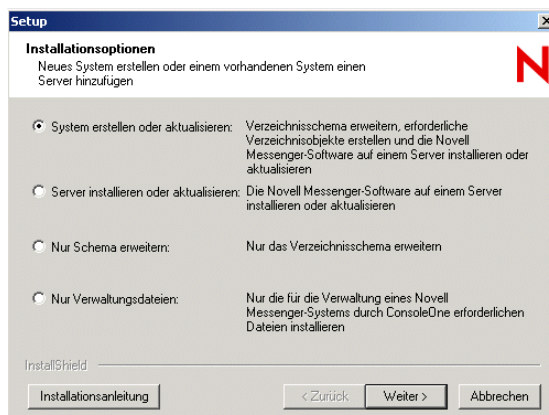 Setup
Installationsoptionen
Neues System erstellen oder einem vorhandenen System einen
Server hinzufügen
N
System erstellen oder aktualisieren:
Verzeichnisschema erweitern, erforderliche
Verzeichnisobjekte erstellen und die Novell
Messenger-Software auf einem Server installieren oder
aktualisieren
Server installieren oder aktualisieren:
Die Novell Messenger-Software auf einem Server
installieren oder aktualisieren
Nur Schema erweitern:
Nur das Verzeichnisschema erweitern
Nur Verwaltungsdateien:
Nur die für die Verwaltung eines Novell
Messenger-Systems durch ConsoleOne erforderlichen
Dateien installieren
InstallShield
Installationsanleitung
< Zurück
Weiter >
Abbrechen